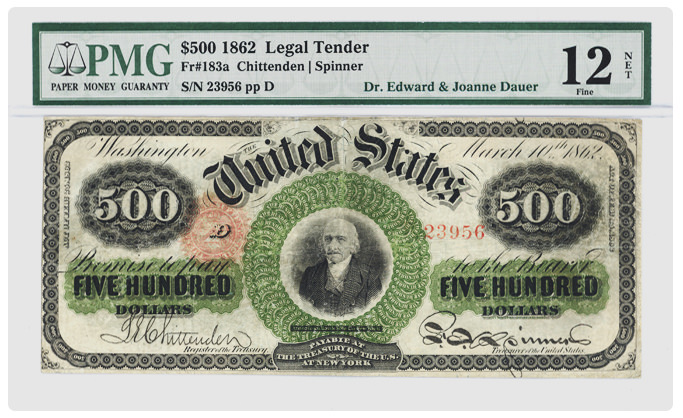 PMG
PAPER MONEY GUARANTY
$500 1862 Legal Tender
Fr#183a Chittenden | Spinner
S/N 23956 pp D
Dr. Edward & Joanne Dauer
12
NET
Fine
Washington
March 10th 1862
THE
United States
500
500
D
23956
Promise to pay
to the Bearer
FIVE HUNDRED
DOLLARS
FIVE HUNDRED
DOLLARS
L.E. Chittenden
Register of the Treasury
PAYABLE AT
THE TREASURY OF THE U.S.
AT NEW YORK
F.E. Spinner
Treasurer of the United States